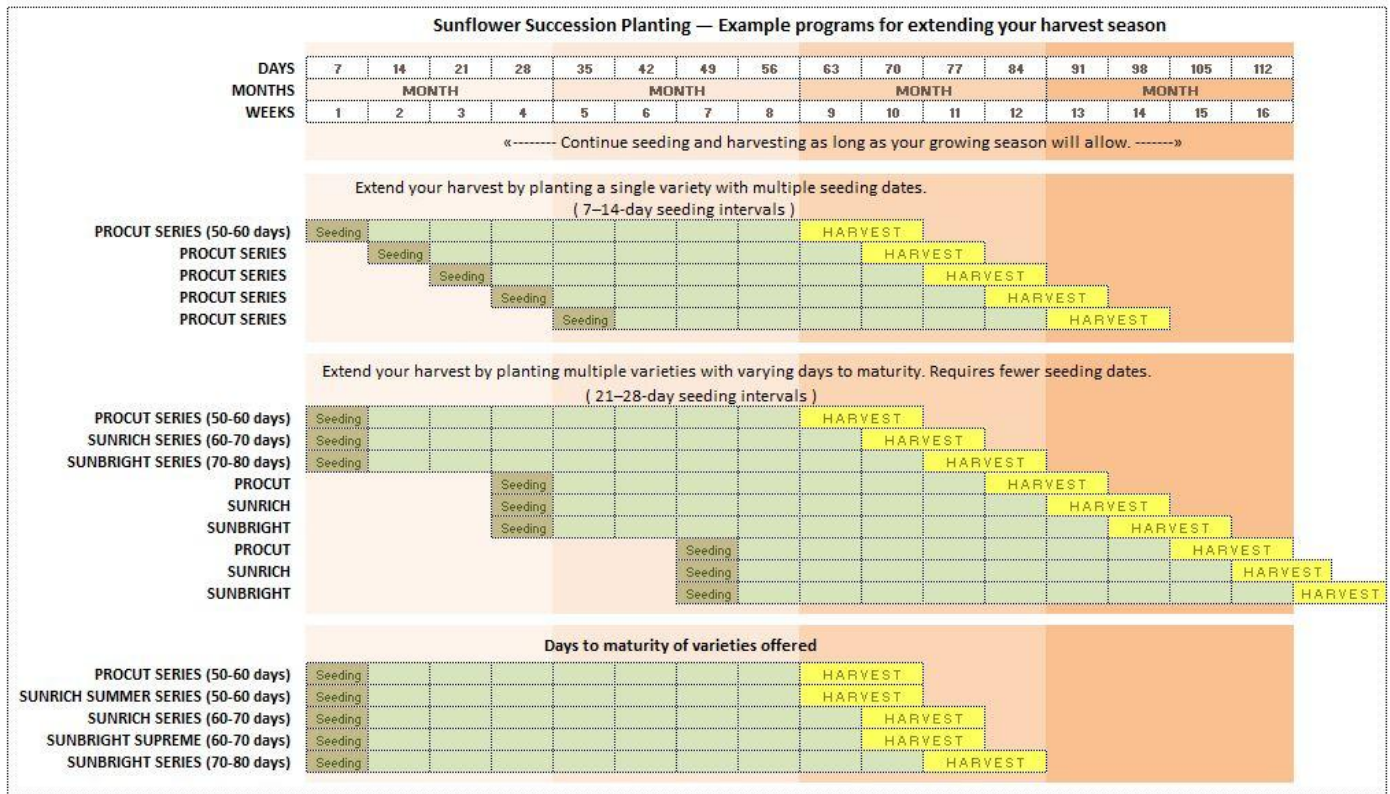 Sunflower Succession Planting — Example programs for extending your harvest season
DAYS 7 14 21 28 35 42 49 56 63 70 77 84 91 98 105 112
MONTHS MONTH MONTH MONTH MONTH
WEEKS 1 2 3 4 5 6 7 8 9 10 11 12 13 14 15 16
«-------- Continue seeding and harvesting as long as your growing season will allow. -------»
Extend your harvest by planting a single variety with multiple seeding dates.
( 7–14-day seeding intervals )
PROCUT SERIES (50-60 days) Seeding HARVEST
PROCUT SERIES Seeding HARVEST
PROCUT SERIES Seeding HARVEST
PROCUT SERIES Seeding HARVEST
PROCUT SERIES Seeding HARVEST
Extend your harvest by planting multiple varieties with varying days to maturity. Requires fewer seeding dates.
( 21–28-day seeding intervals )
PROCUT SERIES (50-60 days) Seeding HARVEST
SUNRICH SERIES (60-70 days) Seeding HARVEST
SUNBRIGHT SERIES (70-80 days) Seeding HARVEST
PROCUT Seeding HARVEST
SUNRICH Seeding HARVEST
SUNBRIGHT Seeding HARVEST
PROCUT Seeding HARVEST
SUNRICH Seeding HARVEST
SUNBRIGHT Seeding HARVEST
Days to maturity of varieties offered
PROCUT SERIES (50-60 days) Seeding HARVEST
SUNRICH SUMMER SERIES (50-60 days) Seeding HARVEST
SUNRICH SERIES (60-70 days) Seeding HARVEST
SUNBRIGHT SUPREME (60-70 days) Seeding HARVEST
SUNBRIGHT SERIES (70-80 days) Seeding HARVEST